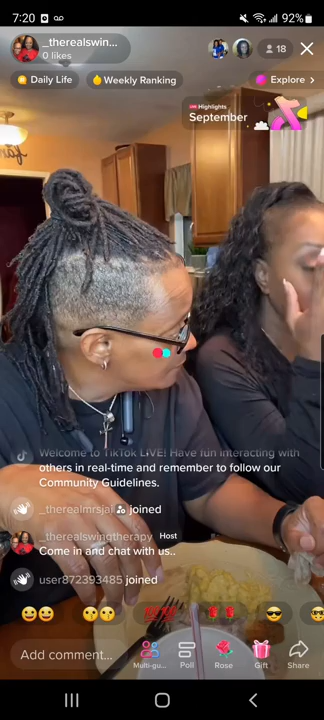 7:20
92%
_therealswin...
0 likes
18
Daily Life
Weekly Ranking
Explore >
LIVE Highlights
September
Welcome to TikTok LIVE! Have fun interacting with
others in real-time and remember to follow our
Community Guidelines.
_therealmrsja joined
_therealswingtherapy Host
Come in and chat with us..
user872393485 joined
Add comment...
Multi-gu...
Poll
Rose
Gift
Share